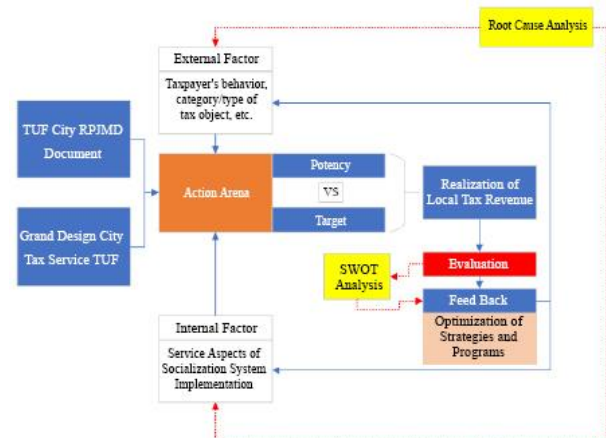 Root Cause Analysis
External Factor
Taxpayer's behavior,
category/type of
tax object, etc.
TUF City RPJMD
Document
Action Arena
Potency
VS
Target
Realization of
Local Tax Revenue
Grand Design City
Tax Service TUF
SWOT
Analysis
Evaluation
Feed Back
Optimization of
Strategies and
Programs
Internal Factor
Service Aspects of
Socialization System
Implementation